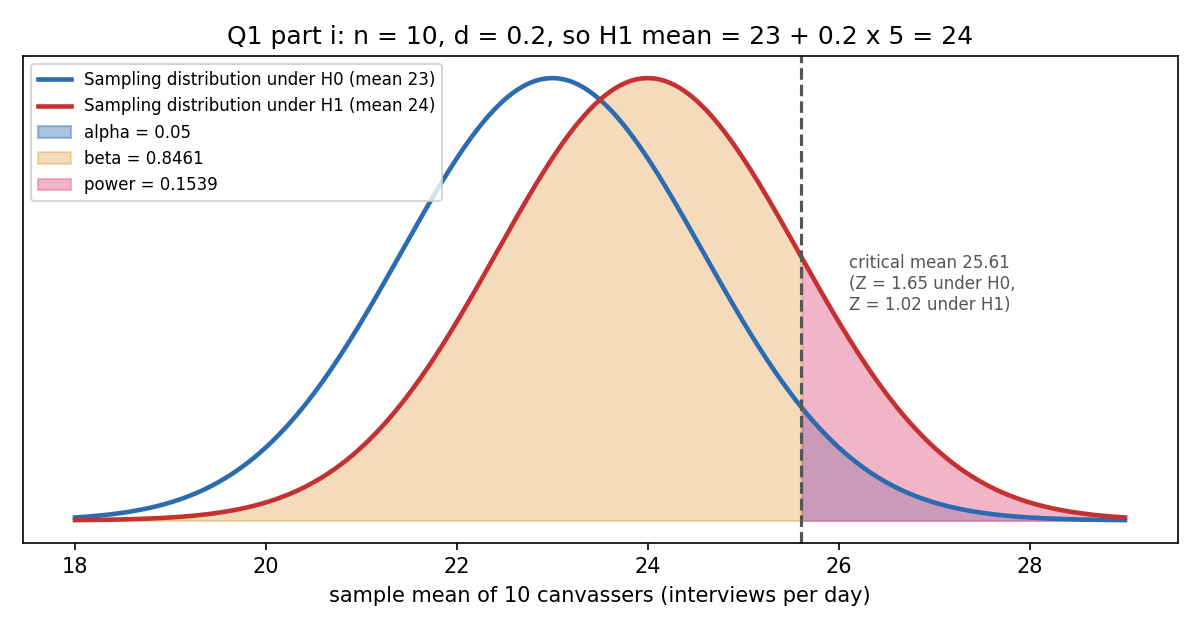 Q1 part i: n = 10, d = 0.2, so H1 mean = 23 + 0.2 x 5 = 24
Sampling distribution under H0 (mean 23)
Sampling distribution under H1 (mean 24)
alpha = 0.05
beta = 0.8461
power = 0.1539
critical mean 25.61
(Z = 1.65 under H0,
Z = 1.02 under H1)
18 20 22 24 26 28
sample mean of 10 canvassers (interviews per day)